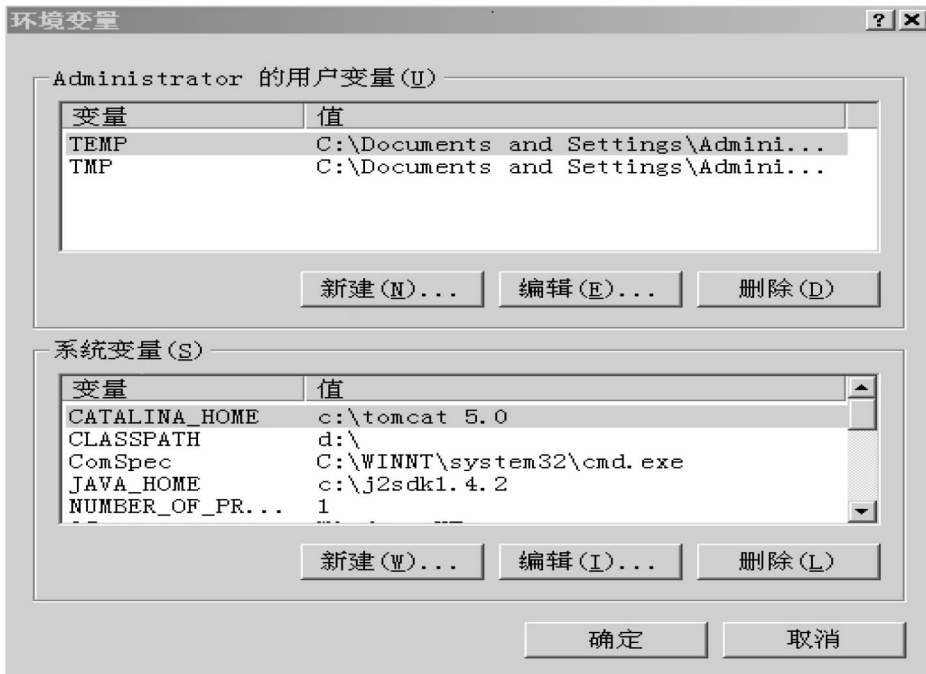 环境变量
Administrator 的用户变量(U)
变量 值
TEMP C:\Documents and Settings\Admini...
TMP C:\Documents and Settings\Admini...
新建(N)... 编辑(E)... 删除(D)
系统变量(S)
变量 值
CATALINA_HOME c:\tomcat 5.0
CLASSPATH d:\
ComSpec C:\WINNT\system32\cmd.exe
JAVA_HOME c:\j2sdk1.4.2
NUMBER_OF_PR... 1
新建(W)... 编辑(I)... 删除(L)
确定 取消